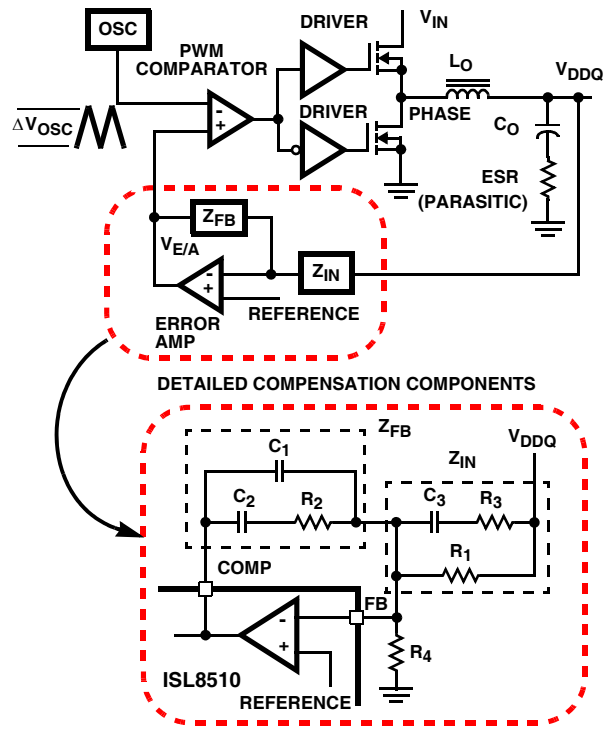 OSC
PWM
COMPARATOR
DRIVER
V_IN
L_O
V_DDQ
DRIVER
PHASE
C_O
ESR
(PARASITIC)
ΔV_OSC
-
+
Z_FB
V_E/A
-
+
Z_IN
REFERENCE
ERROR
AMP
DETAILED COMPENSATION COMPONENTS
Z_FB
V_DDQ
C_1
Z_IN
C_2
R_2
C_3
R_3
R_1
COMP
FB
-
+
R_4
ISL8510
REFERENCE